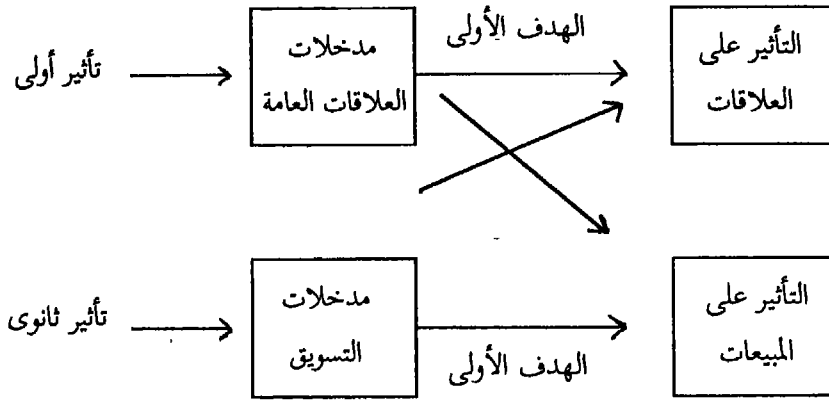 الهدف الأولى
تأثير أولى
مدخلات
العلاقات العامة
التأثير على
العلاقات
تأثير ثانوى
مدخلات
التسويق
التأثير على
المبيعات
الهدف الأولى